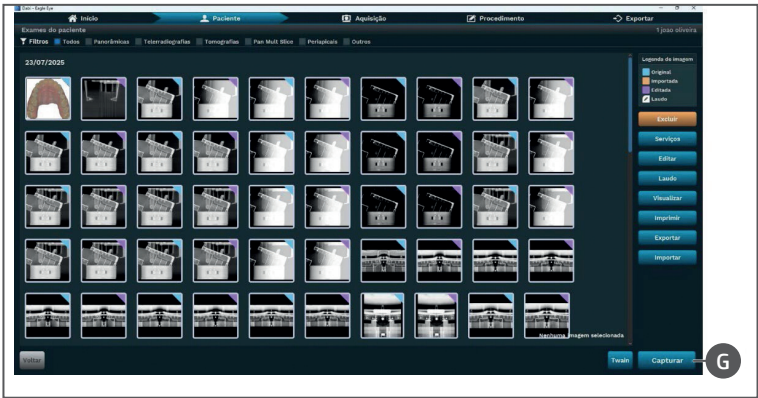 Dabi - Eagle Eye
Início
Paciente
Aquisição
Procedimento
Exportar
Exames do paciente
1 joao oliveira
Filtros
Todos
Panorâmicas
Telerradiografias
Tomografias
Pan Mult Slice
Periapicais
Outros
23/07/2025
Legenda de imagem
Original
Importada
Editada
Laudo
Excluir
Serviços
Editar
Laudo
Visualizar
Imprimir
Exportar
Importar
Nenhuma imagem selecionada
Voltar
Twain
Capturar
G